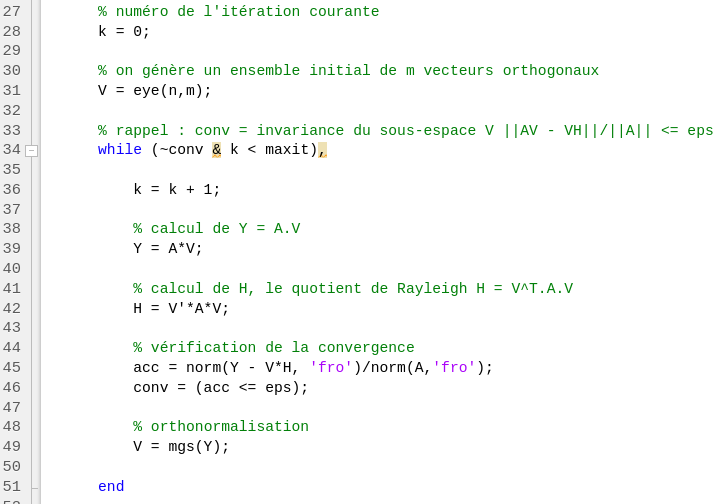 27 % numéro de l'itération courante
28 k = 0;
29
30 % on génère un ensemble initial de m vecteurs orthogonaux
31 V = eye(n,m);
32
33 % rappel : conv = invariance du sous-espace V ||AV - VH||/||A|| <= eps
34 while (~conv & k < maxit),
35
36 k = k + 1;
37
38 % calcul de Y = A.V
39 Y = A*V;
40
41 % calcul de H, le quotient de Rayleigh H = V^T.A.V
42 H = V'*A*V;
43
44 % vérification de la convergence
45 acc = norm(Y - V*H, 'fro')/norm(A,'fro');
46 conv = (acc <= eps);
47
48 % orthonormalisation
49 V = mgs(Y);
50
51 end